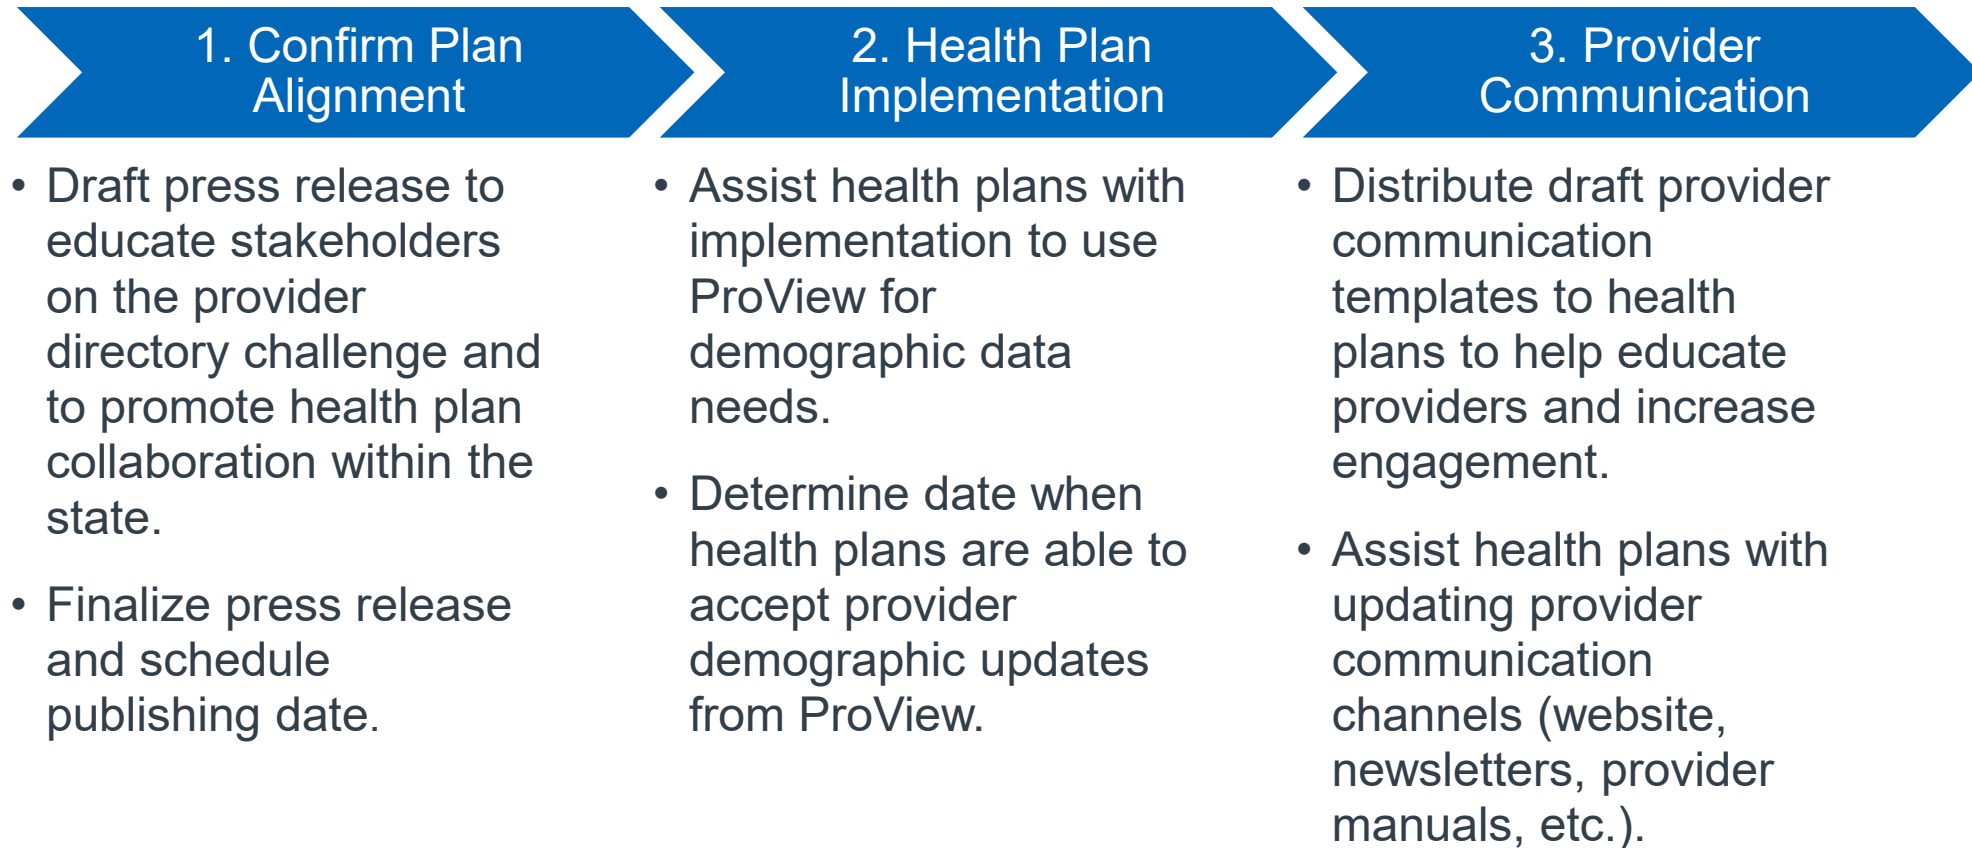 1. Confirm Plan
Alignment
• Draft press release to
educate stakeholders
on the provider
directory challenge and
to promote health plan
collaboration within the
state.
• Finalize press release
and schedule
publishing date.
2. Health Plan
Implementation
• Assist health plans with
implementation to use
ProView for
demographic data
needs.
• Determine date when
health plans are able to
accept provider
demographic updates
from ProView.
3. Provider
Communication
• Distribute draft provider
communication
templates to health
plans to help educate
providers and increase
engagement.
• Assist health plans with
updating provider
communication
channels (website,
newsletters, provider
manuals, etc.).